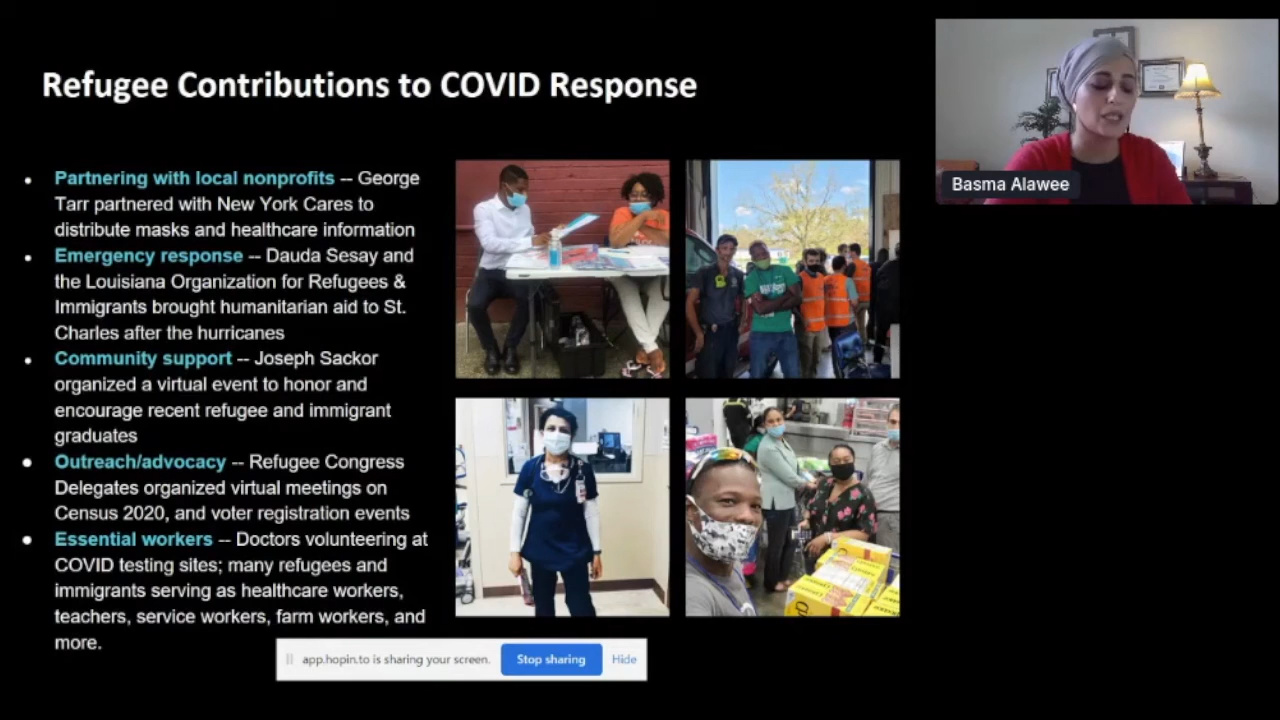 Refugee Contributions to COVID Response
Basma Alawee
• Partnering with local nonprofits -- George
Tarr partnered with New York Cares to
distribute masks and healthcare information
• Emergency response -- Dauda Sesay and
the Louisiana Organization for Refugees &
Immigrants brought humanitarian aid to St.
Charles after the hurricanes
• Community support -- Joseph Sackor
organized a virtual event to honor and
encourage recent refugee and immigrant
graduates
• Outreach/advocacy -- Refugee Congress
Delegates organized virtual meetings on
Census 2020, and voter registration events
• Essential workers -- Doctors volunteering at
COVID testing sites; many refugees and
immigrants serving as healthcare workers,
teachers, service workers, farm workers, and
more.
app.hopin.to is sharing your screen. Stop sharing Hide